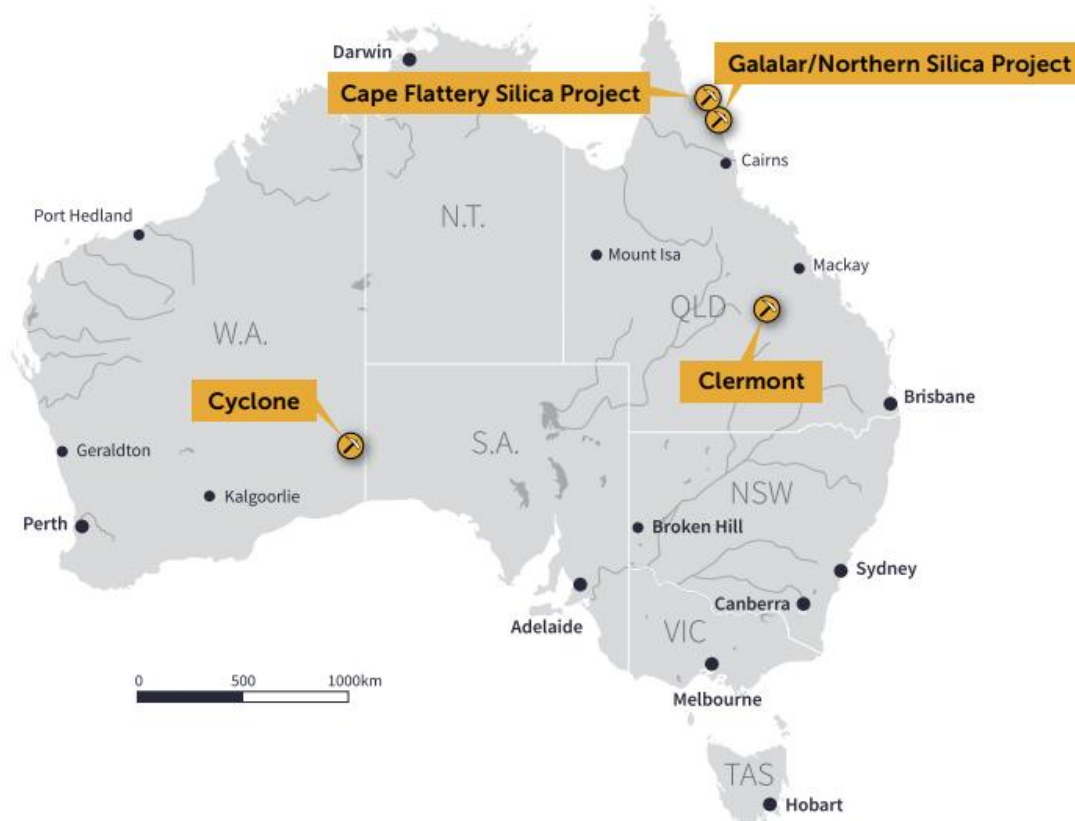 Darwin
Galalar/Northern Silica Project
Cape Flattery Silica Project
Cairns
Port Hedland
N.T.
Mount Isa
Mackay
QLD
W.A.
Clermont
Cyclone
Brisbane
Geraldton
S.A.
Kalgoorlie
NSW
Perth
Broken Hill
Sydney
Canberra
Adelaide
VIC
0 500 1000km
Melbourne
TAS
Hobart